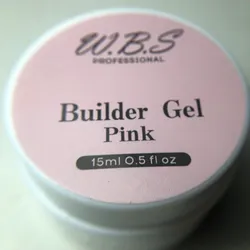 W.B.S
PROFESSIONAL
Builder Gel
Pink
15ml 0.5 fl oz